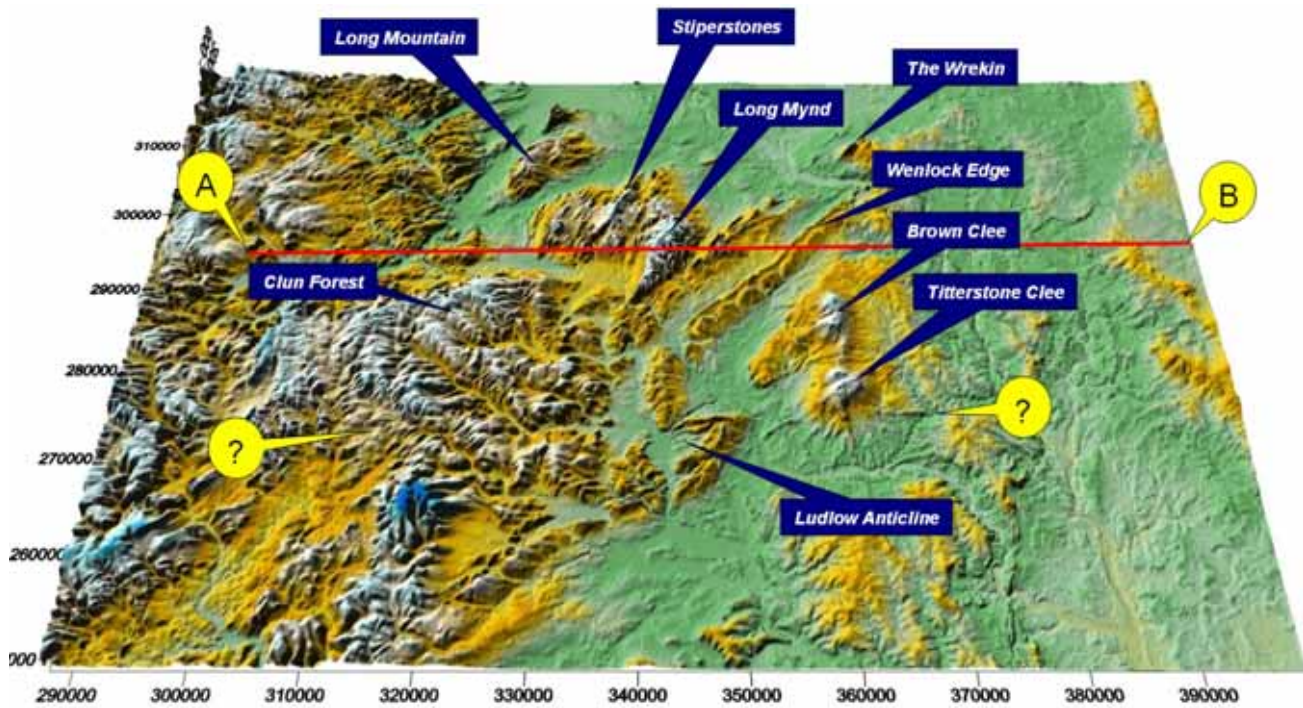 Stiperstones
Long Mountain
The Wrekin
Long Mynd
310000
Wenlock Edge
A
B
300000
Brown Clee
Clun Forest
290000
Titterstone Clee
280000
?
?
270000
Ludlow Anticline
260000
000
290000 300000 310000 320000 330000 340000 350000 360000 370000 380000 390000